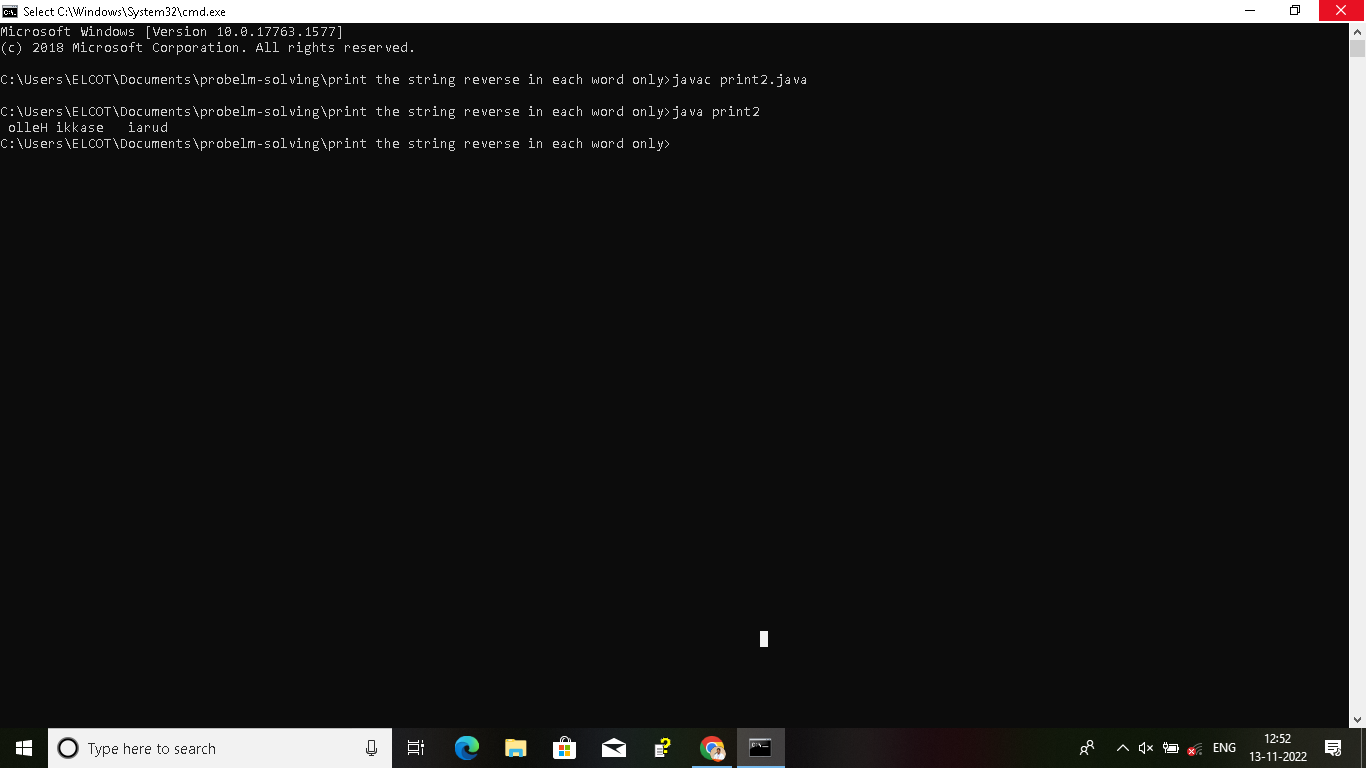 Select C:\Windows\System32\cmd.exe
Microsoft Windows [Version 10.0.17763.1577]
(c) 2018 Microsoft Corporation. All rights reserved.
C:\Users\ELCOT\Documents\probelm-solving\print the string reverse in each word only>javac print2.java
C:\Users\ELCOT\Documents\probelm-solving\print the string reverse in each word only>java print2
 olleH ikkase   iarud
C:\Users\ELCOT\Documents\probelm-solving\print the string reverse in each word only>
Type here to search
ENG
12:52
13-11-2022